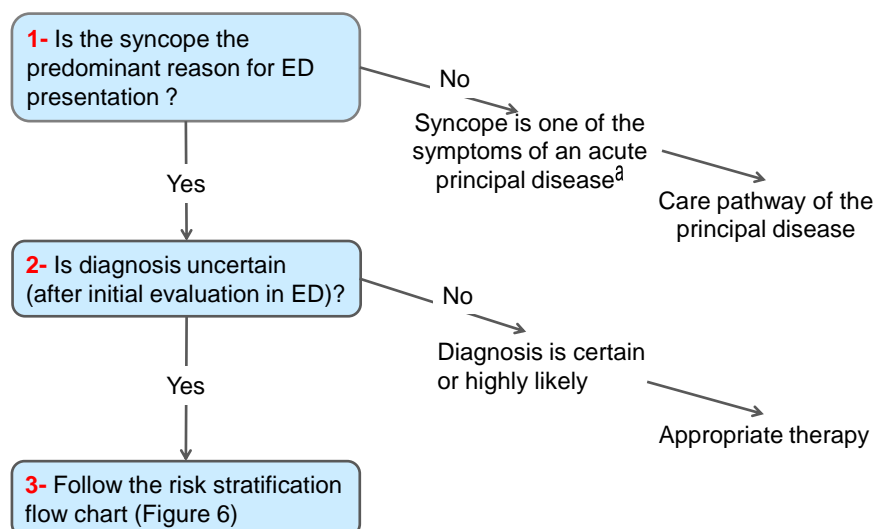 1- Is the syncope the
predominant reason for ED
presentation ?
No
Syncope is one of the
symptoms of an acute
principal diseaseª
Care pathway of the
principal disease
Yes
2- Is diagnosis uncertain
(after initial evaluation in ED)?
No
Diagnosis is certain
or highly likely
Appropriate therapy
Yes
3- Follow the risk stratification
flow chart (Figure 6)